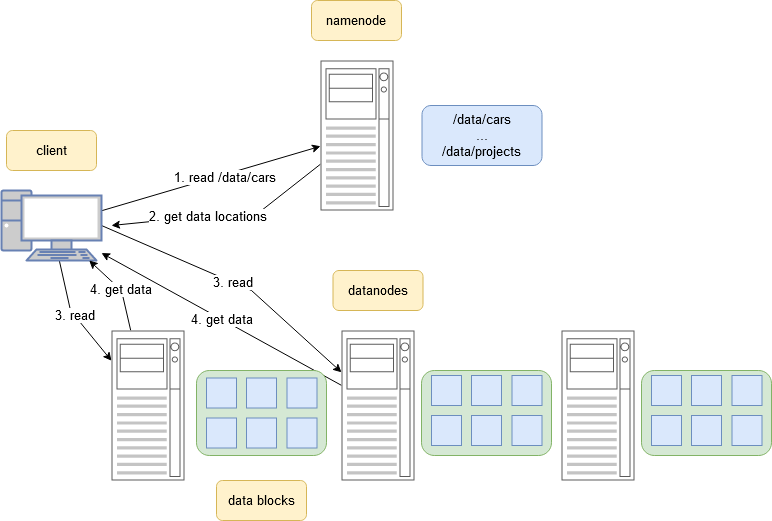 namenode
/data/cars
...
/data/projects
client
1. read /data/cars
2. get data locations
3. read
datanodes
4. get data
3. read
4. get data
data blocks